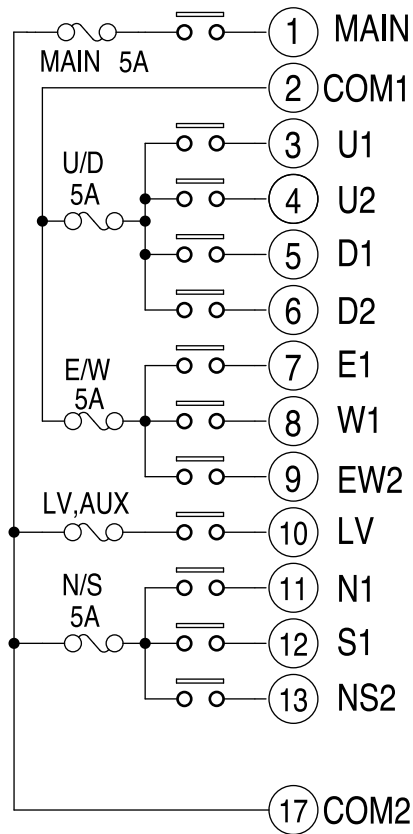 1 MAIN
MAIN 5A
2 COM1
3 U1
U/D
5A
4 U2
5 D1
6 D2
E/W
5A
7 E1
8 W1
9 EW2
LV,AUX
10 LV
N/S
5A
11 N1
12 S1
13 NS2
17 COM2